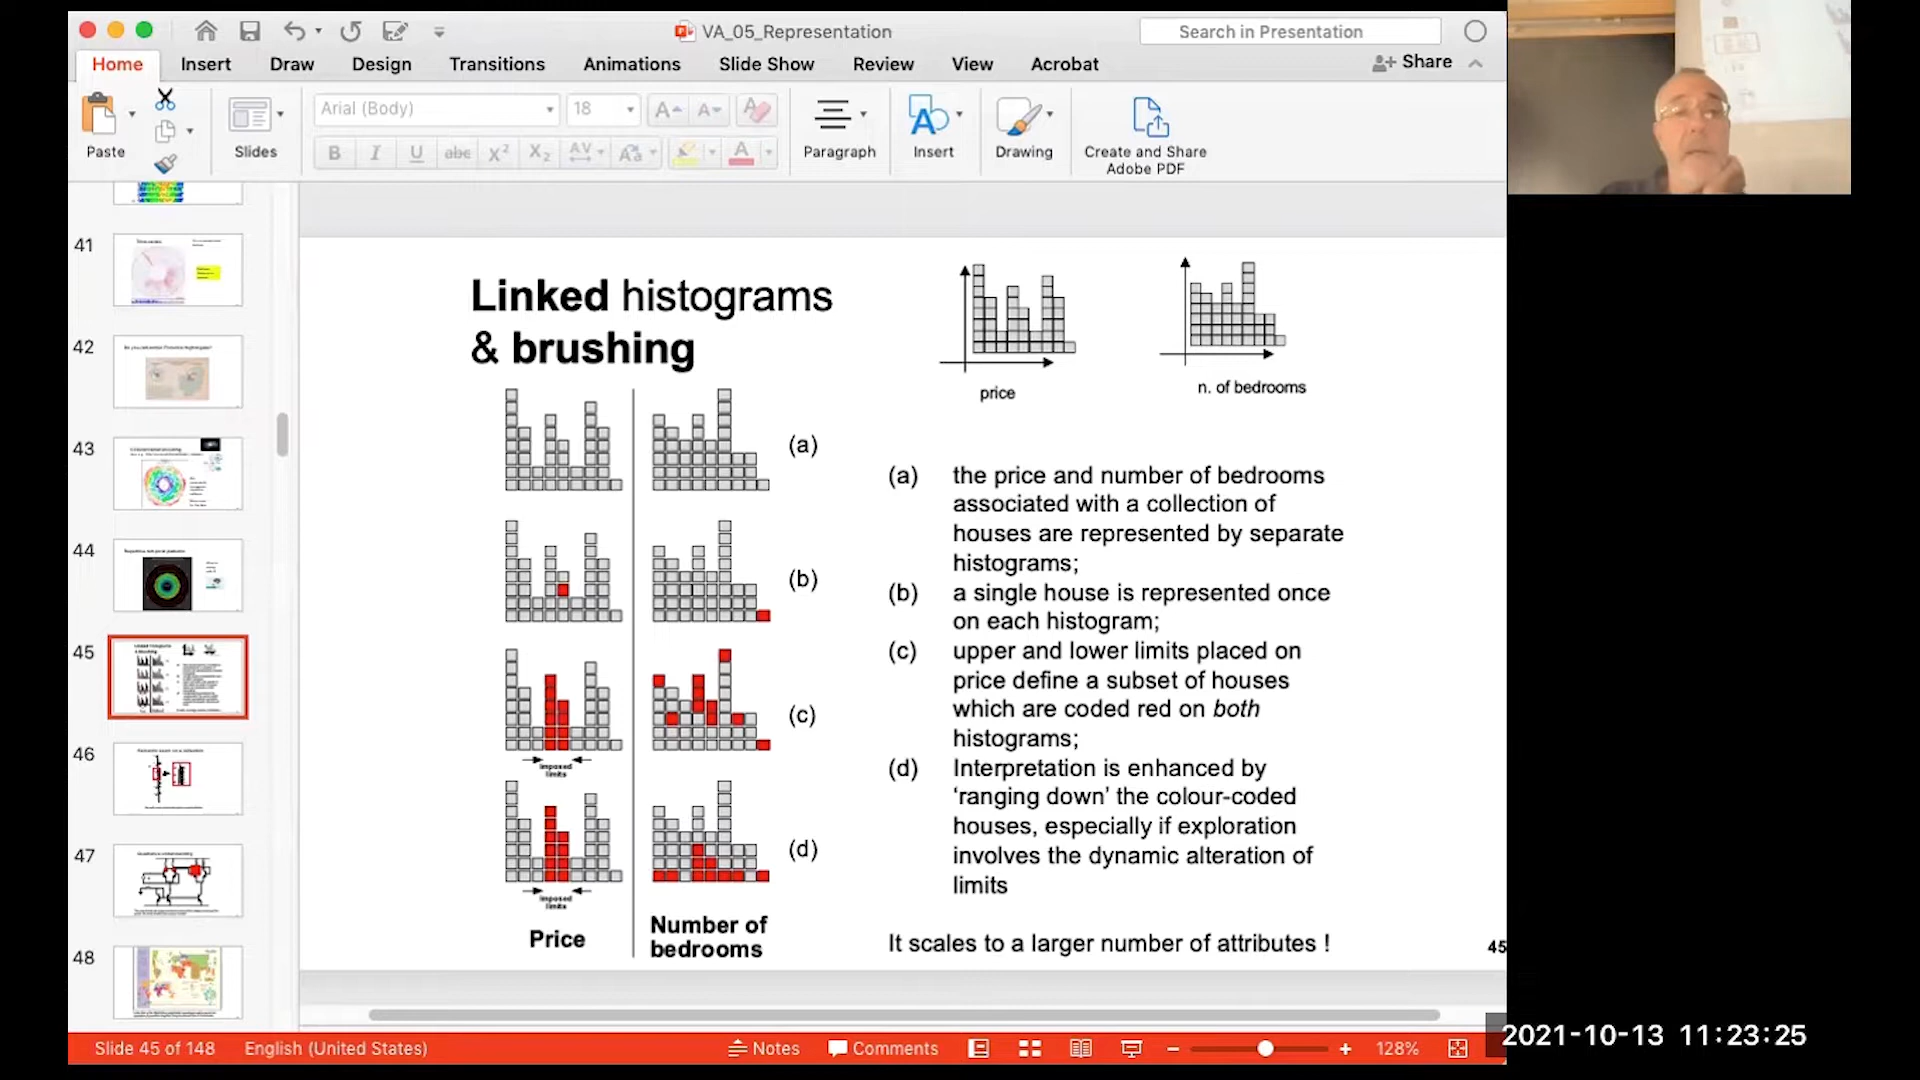 VA_05_Representation
Search in Presentation
Home Insert Draw Design Transitions Animations Slide Show Review View Acrobat Share
Arial (Body) 18
Paste Slides Paragraph Insert Drawing Create and Share
Adobe PDF
41
42
43
44
45
46
47
48
Linked histograms
& brushing
price
n. of bedrooms
(a)
(b)
(c)
imposed
limits
(d)
imposed
limits
Price
Number of
bedrooms
(a) the price and number of bedrooms
associated with a collection of
houses are represented by separate
histograms;
(b) a single house is represented once
on each histogram;
(c) upper and lower limits placed on
price define a subset of houses
which are coded red on both
histograms;
(d) Interpretation is enhanced by
‘ranging down’ the colour-coded
houses, especially if exploration
involves the dynamic alteration of
limits
It scales to a larger number of attributes !
45
Slide 45 of 148 English (United States) Notes Comments 128%
2021-10-13 11:23:25